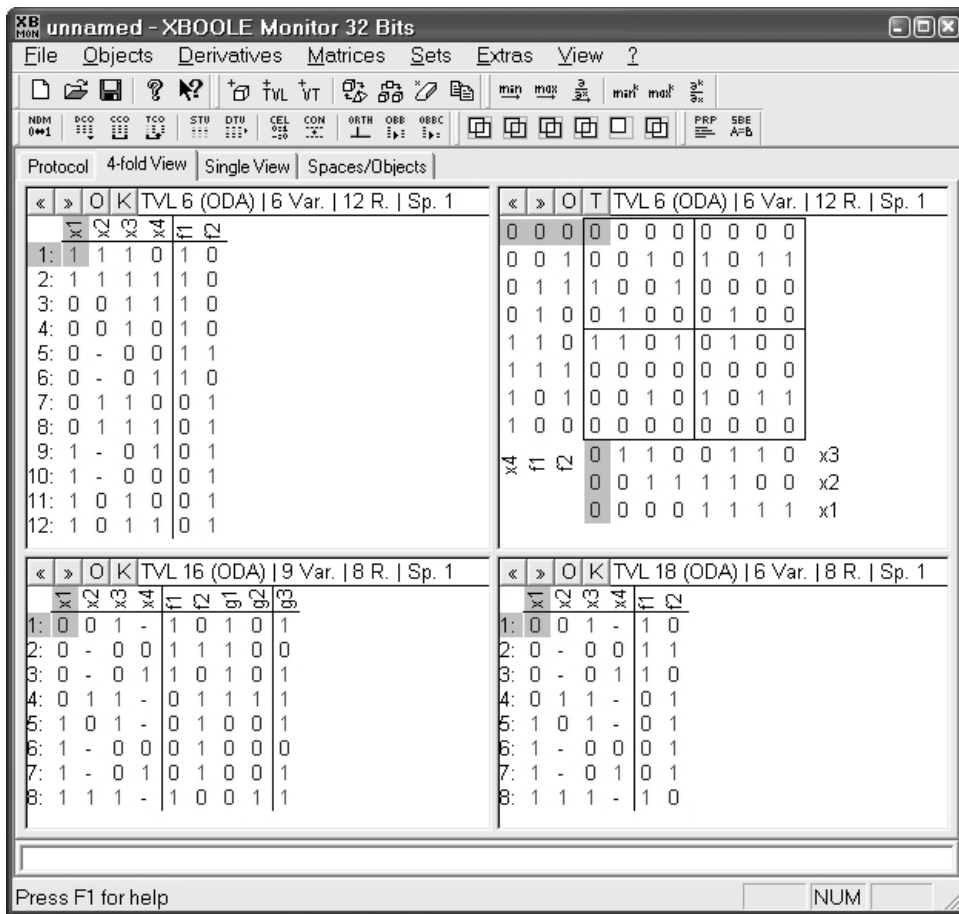 XB MON unnamed - XBOOLE Monitor 32 Bits
File Objects Derivatives Matrices Sets Extras View ?
TVL VT min max min^k max^k
NDM DCO CCO TCO STV DTV CEL CON ORTH OBB OBBC PRP SBE
0⇔1 A=B
Protocol 4-fold View Single View Spaces/Objects
« » O K TVL 6 (ODA) | 6 Var. | 12 R. | Sp. 1
x1 x2 x3 x4 f1 f2
1: 1 1 1 0 1 0
2: 1 1 1 1 1 0
3: 0 0 1 1 1 0
4: 0 0 1 0 1 0
5: 0 - 0 0 1 1
6: 0 - 0 1 1 0
7: 0 1 1 0 0 1
8: 0 1 1 1 0 1
9: 1 - 0 1 0 1
10: 1 - 0 0 0 1
11: 1 0 1 0 0 1
12: 1 0 1 1 0 1
« » O T TVL 6 (ODA) | 6 Var. | 12 R. | Sp. 1
0 0 0 0 0 0 0 0 0 0 0
0 0 1 0 0 1 0 1 0 1 1
0 1 1 1 0 0 1 0 0 0 0
0 1 0 0 1 0 0 0 1 0 0
1 1 0 1 1 0 1 0 1 0 0
1 1 1 0 0 0 0 0 0 0 0
1 0 1 0 0 1 0 1 0 1 1
1 0 0 0 0 0 0 0 0 0 0
x4 f1 f2 0 1 1 0 0 1 1 0 x3
0 0 1 1 1 1 0 0 x2
0 0 0 0 1 1 1 1 x1
« » O K TVL 16 (ODA) | 9 Var. | 8 R. | Sp. 1
x1 x2 x3 x4 f1 f2 g1 g2 g3
1: 0 0 1 - 1 0 1 0 1
2: 0 - 0 0 1 1 1 0 0
3: 0 - 0 1 1 0 1 0 1
4: 0 1 1 - 0 1 1 1 1
5: 1 0 1 - 0 1 0 0 1
6: 1 - 0 0 0 1 0 0 0
7: 1 - 0 1 0 1 0 0 1
8: 1 1 1 - 1 0 0 1 1
« » O K TVL 18 (ODA) | 6 Var. | 8 R. | Sp. 1
x1 x2 x3 x4 f1 f2
1: 0 0 1 - 1 0
2: 0 - 0 0 1 1
3: 0 - 0 1 1 0
4: 0 1 1 - 0 1
5: 1 0 1 - 0 1
6: 1 - 0 0 0 1
7: 1 - 0 1 0 1
8: 1 1 1 - 1 0
Press F1 for help NUM